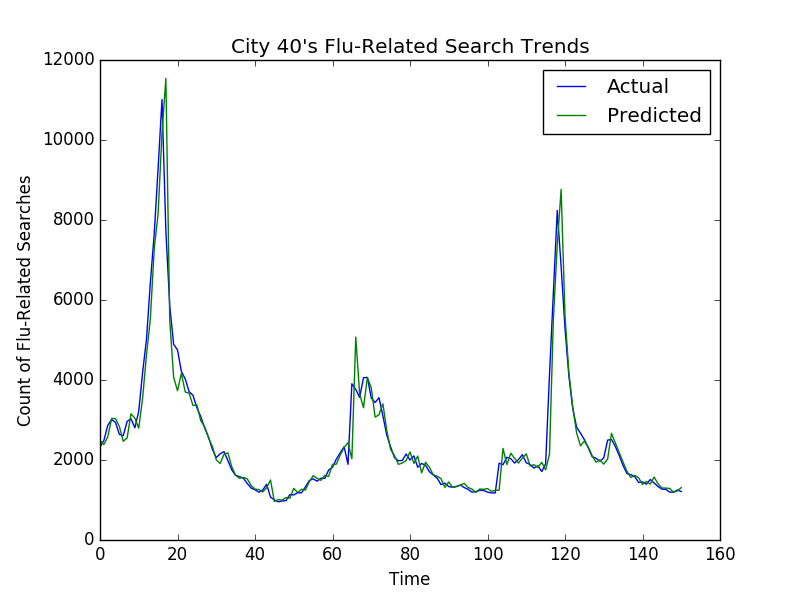 City 40's Flu-Related Search Trends
Actual
Predicted
Count of Flu-Related Searches
12000
10000
8000
6000
4000
2000
0
0 20 40 60 80 100 120 140 160
Time